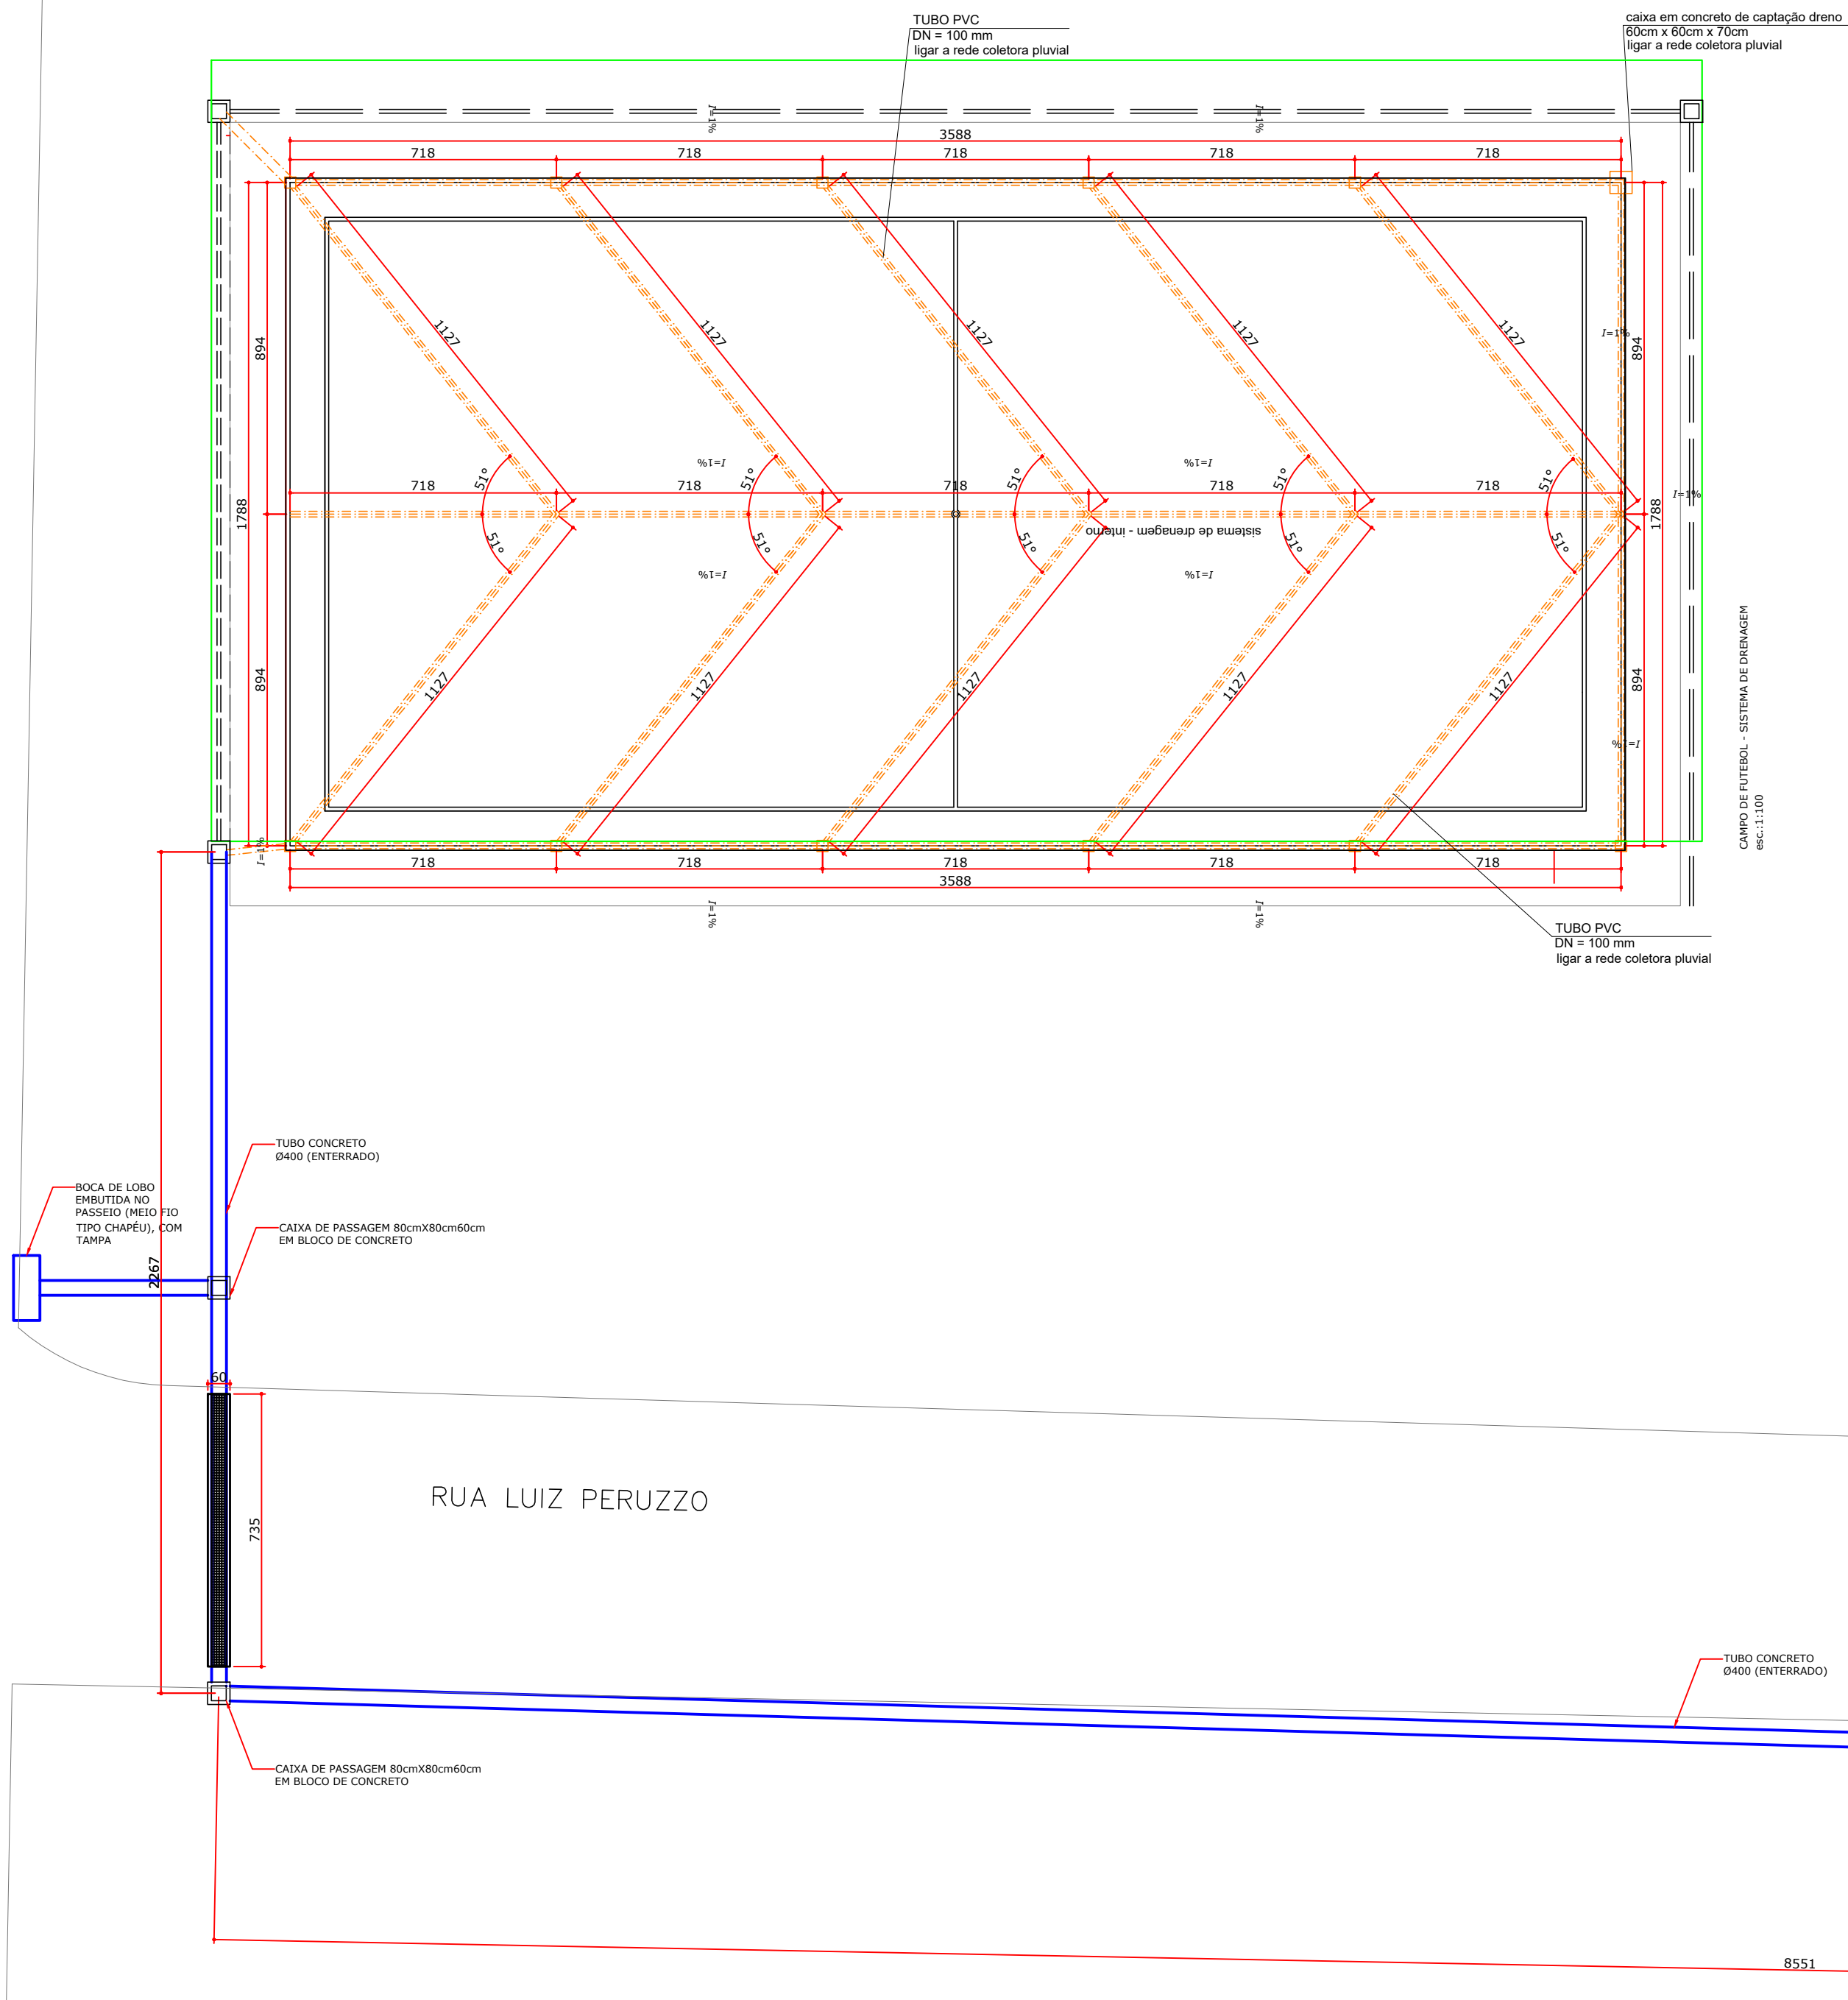 TUBO PVC
DN = 100 mm
ligar a rede coletora pluvial
caixa em concreto de captação dreno
60cm x 60cm x 70cm
ligar a rede coletora pluvial
I=1%
I=1%
3588
718
718
718
718
718
1127
1127
1127
1127
1127
894
I=1%
894
I=1%
I=1%
51°
51°
51°
51°
51°
718
718
718
718
718
I=1%
1788
1788
sistema de drenagem - interno
51°
51°
51°
51°
51°
I=1%
I=1%
894
1127
1127
1127
1127
1127
894
I=1%
CAMPO DE FUTEBOL - SISTEMA DE DRENAGEM
esc.:1:100
I=1%
718
718
718
718
718
3588
I=1%
I=1%
TUBO PVC
DN = 100 mm
ligar a rede coletora pluvial
TUBO CONCRETO
Ø400 (ENTERRADO)
BOCA DE LOBO
EMBUTIDA NO
PASSEIO (MEIO FIO
TIPO CHAPÉU), COM
TAMPA
CAIXA DE PASSAGEM 80cmX80cm60cm
EM BLOCO DE CONCRETO
2267
60
735
RUA LUIZ PERUZZO
TUBO CONCRETO
Ø400 (ENTERRADO)
CAIXA DE PASSAGEM 80cmX80cm60cm
EM BLOCO DE CONCRETO
8551